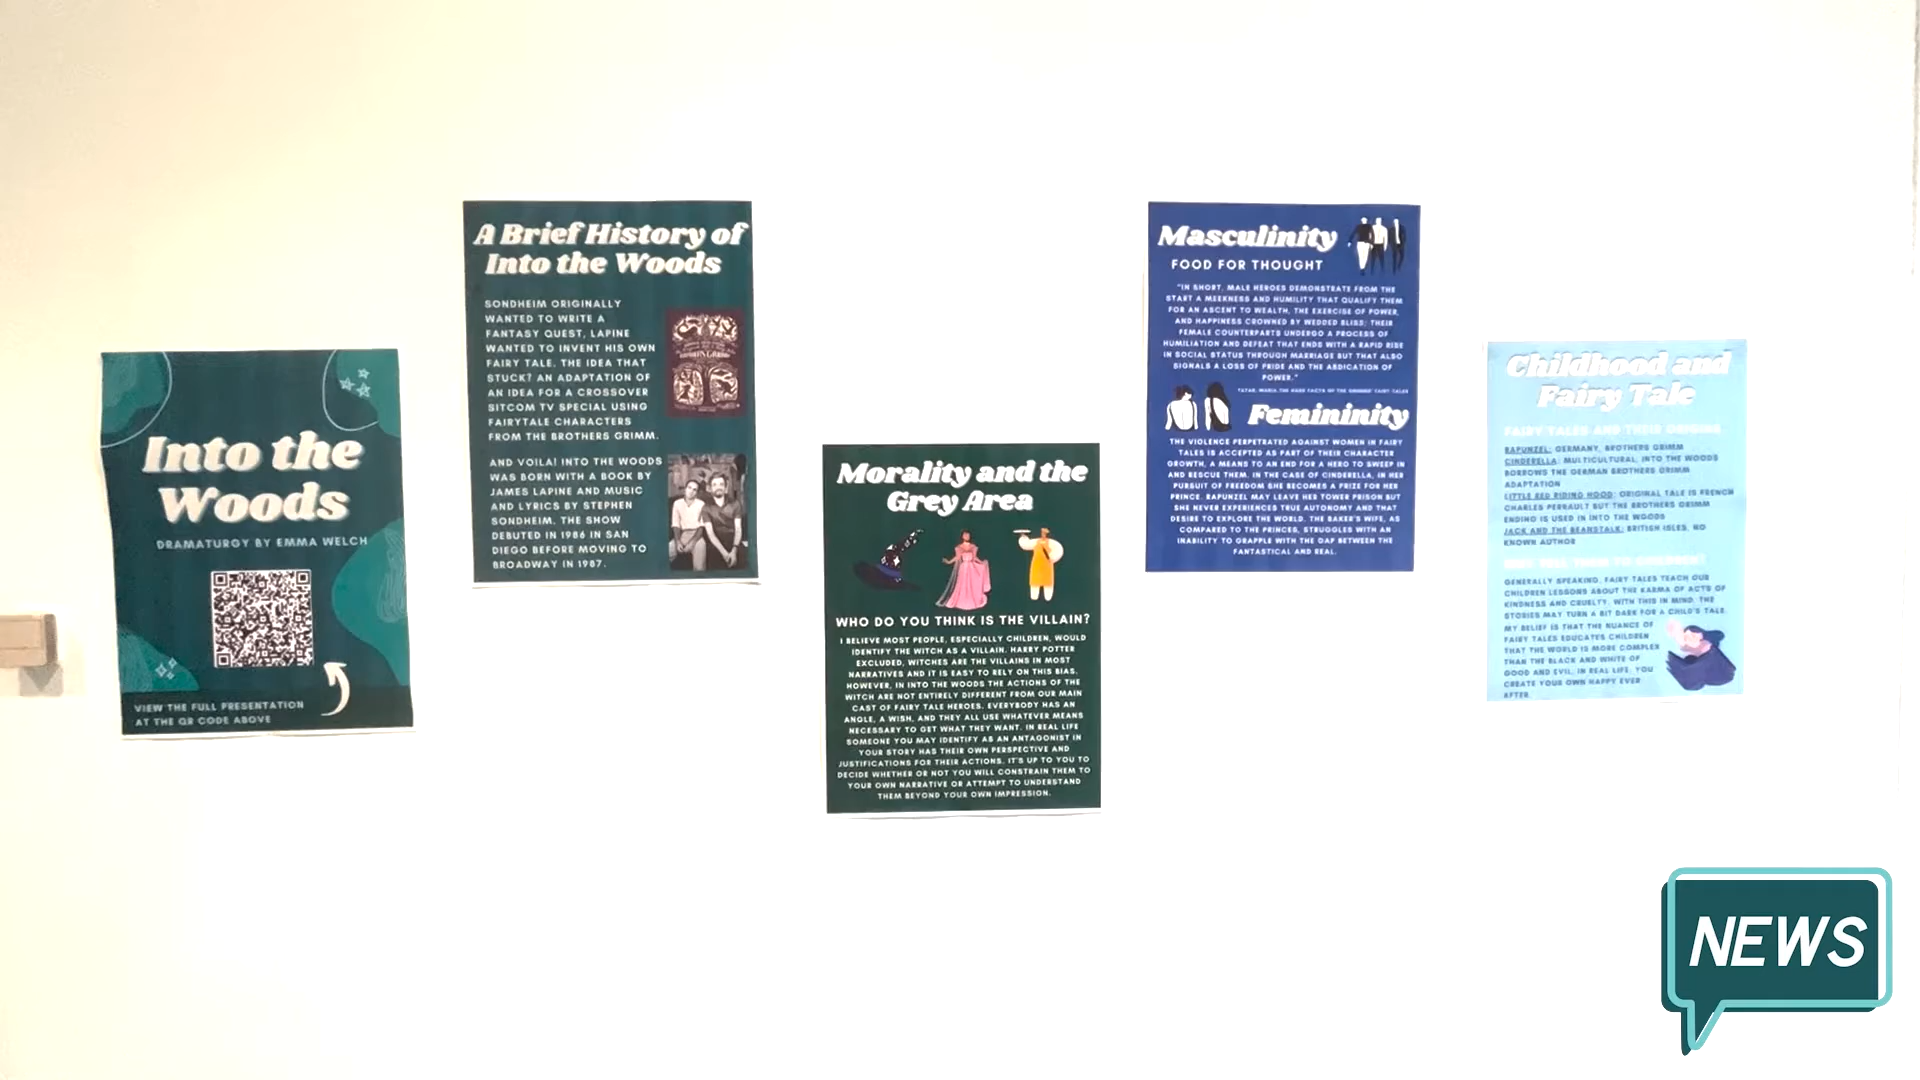 Into the
Woods
DRAMATURGY BY EMMA WELCH
VIEW THE FULL PRESENTATION
AT THE QR CODE ABOVE
A Brief History of
Into the Woods
SONDHEIM ORIGINALLY
WANTED TO WRITE A
FANTASY QUEST, LAPINE
WANTED TO INVENT HIS OWN
FAIRY TALE. THE IDEA THAT
STUCK? AN ADAPTATION OF
AN IDEA FOR A CROSSOVER
SITCOM TV SPECIAL USING
FAIRYTALE CHARACTERS
FROM THE BROTHERS GRIMM.
AND VOILA! INTO THE WOODS
WAS BORN WITH A BOOK BY
JAMES LAPINE AND MUSIC
AND LYRICS BY STEPHEN
SONDHEIM. THE SHOW
DEBUTED IN 1986 IN SAN
DIEGO BEFORE MOVING TO
BROADWAY IN 1987.
Morality and the
Grey Area
WHO DO YOU THINK IS THE VILLAIN?
I BELIEVE MOST PEOPLE, ESPECIALLY CHILDREN, WOULD
IDENTIFY THE WITCH AS A VILLAIN. HARRY POTTER
EXCLUDED, WITCHES ARE THE VILLAINS IN MOST
NARRATIVES AND IT IS EASY TO RELY ON THIS BIAS.
HOWEVER, IN INTO THE WOODS THE ACTIONS OF THE
WITCH ARE NOT ENTIRELY DIFFERENT FROM OUR MAIN
CAST OF FAIRY TALE HEROES. EVERYBODY HAS AN
ANGLE, A WISH, AND THEY ALL USE WHATEVER MEANS
NECESSARY TO GET WHAT THEY WANT. IN REAL LIFE
SOMEONE YOU MAY IDENTIFY AS AN ANTAGONIST IN
YOUR STORY HAS THEIR OWN PERSPECTIVE AND
JUSTIFICATIONS FOR THEIR ACTIONS. IT'S UP TO YOU TO
DECIDE WHETHER OR NOT YOU WILL CONSTRAIN THEM TO
YOUR OWN NARRATIVE OR ATTEMPT TO UNDERSTAND
THEM BEYOND YOUR OWN IMPRESSION.
Masculinity
FOOD FOR THOUGHT
"IN SHORT, MALE HEROES DEMONSTRATE FROM THE
START A MEEKNESS AND HUMILITY THAT QUALIFY THEM
FOR AN ASCENT TO WEALTH, THE EXERCISE OF POWER,
AND HAPPINESS CROWNED BY WEDDED BLISS; THEIR
FEMALE COUNTERPARTS UNDERGO A PROCESS OF
HUMILIATION AND DEFEAT THAT ENDS WITH A RAPID RISE
IN SOCIAL STATUS THROUGH MARRIAGE BUT THAT ALSO
SIGNALS A LOSS OF PRIDE AND THE ABDICATION OF
POWER."
TATAR, MARIA. THE HARD FACTS OF THE GRIMMS' FAIRY TALES
Femininity
THE VIOLENCE PERPETRATED AGAINST WOMEN IN FAIRY
TALES IS ACCEPTED AS PART OF THEIR CHARACTER
GROWTH, A MEANS TO AN END FOR A HERO TO SWEEP IN
AND RESCUE THEM. IN THE CASE OF CINDERELLA, IN HER
PURSUIT OF FREEDOM SHE BECOMES A PRIZE FOR HER
PRINCE. RAPUNZEL MAY LEAVE HER TOWER PRISON BUT
SHE NEVER EXPERIENCES TRUE AUTONOMY AND THAT
DESIRE TO EXPLORE THE WORLD. THE BAKER'S WIFE, AS
COMPARED TO THE PRINCES, STRUGGLES WITH AN
INABILITY TO GRAPPLE WITH THE GAP BETWEEN THE
FANTASTICAL AND REAL.
Childhood and
Fairy Tale
FAIRY TALES AND THEIR ORIGINS
RAPUNZEL: GERMANY, BROTHERS GRIMM
CINDERELLA: MULTICULTURAL, INTO THE WOODS
BORROWS THE GERMAN BROTHERS GRIMM
ADAPTATION
LITTLE RED RIDING HOOD: ORIGINAL TALE IS FRENCH
CHARLES PERRAULT BUT THE BROTHERS GRIMM
ENDING IS USED IN INTO THE WOODS
JACK AND THE BEANSTALK: BRITISH ISLES, NO
KNOWN AUTHOR
GENERALLY SPEAKING, FAIRY TALES TEACH OUR
CHILDREN LESSONS ABOUT THE KARMA OF ACTS OF
KINDNESS AND CRUELTY. WITH THIS IN MIND, THE
STORIES MAY TURN A BIT DARK FOR A CHILD'S TALE.
MY BELIEF IS THAT THE NUANCE OF
FAIRY TALES EDUCATES CHILDREN
THAT THE WORLD IS MORE COMPLEX
THAN THE BLACK AND WHITE OF
GOOD AND EVIL. IN REAL LIFE, YOU
CREATE YOUR OWN HAPPY EVER
AFTER.
NEWS